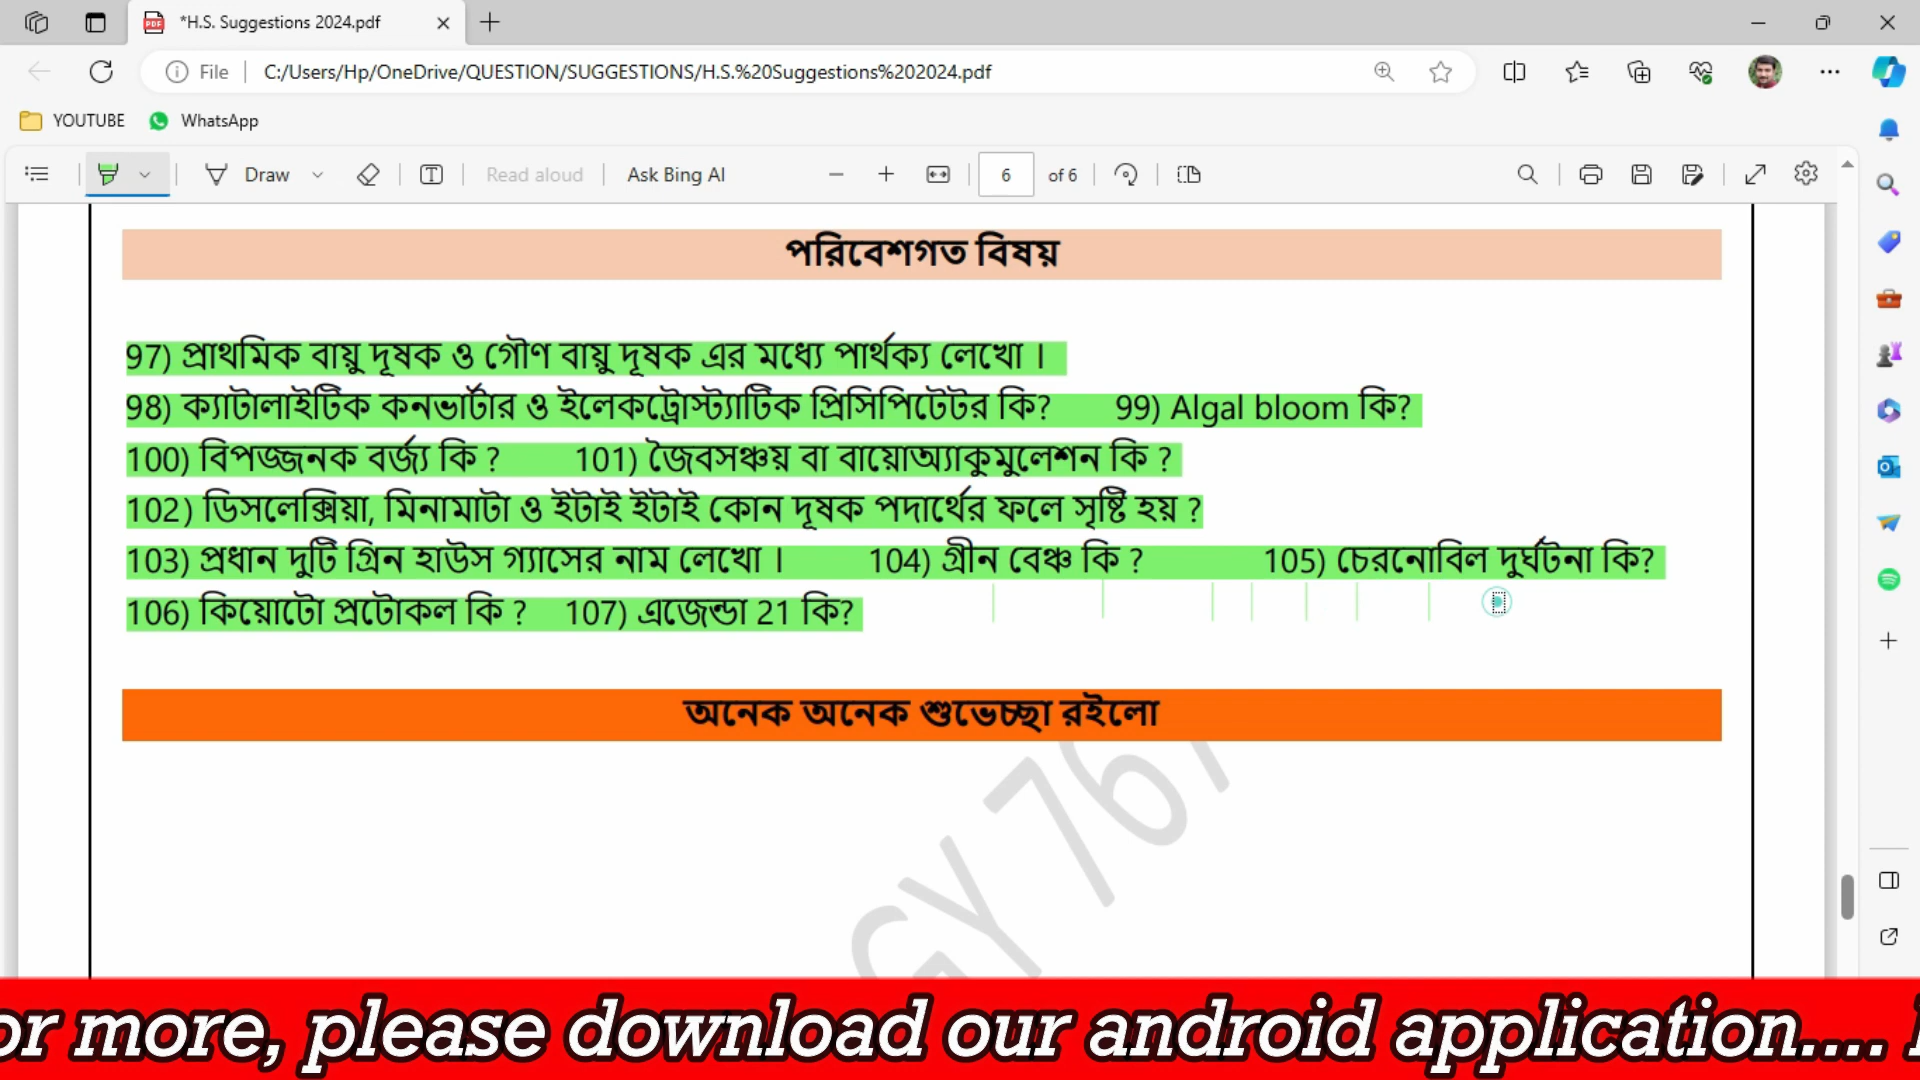 *H.S. Suggestions 2024.pdf
File C:/Users/Hp/OneDrive/QUESTION/SUGGESTIONS/H.S.%20Suggestions%202024.pdf
YOUTUBE WhatsApp
Draw Read aloud Ask Bing AI 6 of 6
পরিবেশগত বিষয়
97) প্রাথমিক বায়ু দূষক ও গৌণ বায়ু দূষক এর মধ্যে পার্থক্য লেখো ।
98) ক্যাটালাইটিক কনভার্টার ও ইলেকট্রোস্ট্যাটিক প্রিসিপিটেটর কি? 99) Algal bloom কি?
100) বিপজ্জনক বর্জ্য কি ? 101) জৈবসঞ্চয় বা বায়োঅ্যাকুমুলেশন কি ?
102) ডিসলেক্সিয়া, মিনামাটা ও ইটাই ইটাই কোন দূষক পদার্থের ফলে সৃষ্টি হয় ?
103) প্রধান দুটি গ্রিন হাউস গ্যাসের নাম লেখো । 104) গ্রীন বেঞ্চ কি ? 105) চেরনোবিল দুর্ঘটনা কি?
106) কিয়োটো প্রটোকল কি ? 107) এজেন্ডা 21 কি?
অনেক অনেক শুভেচ্ছা রইলো
GY 767
or more, please download our android application....